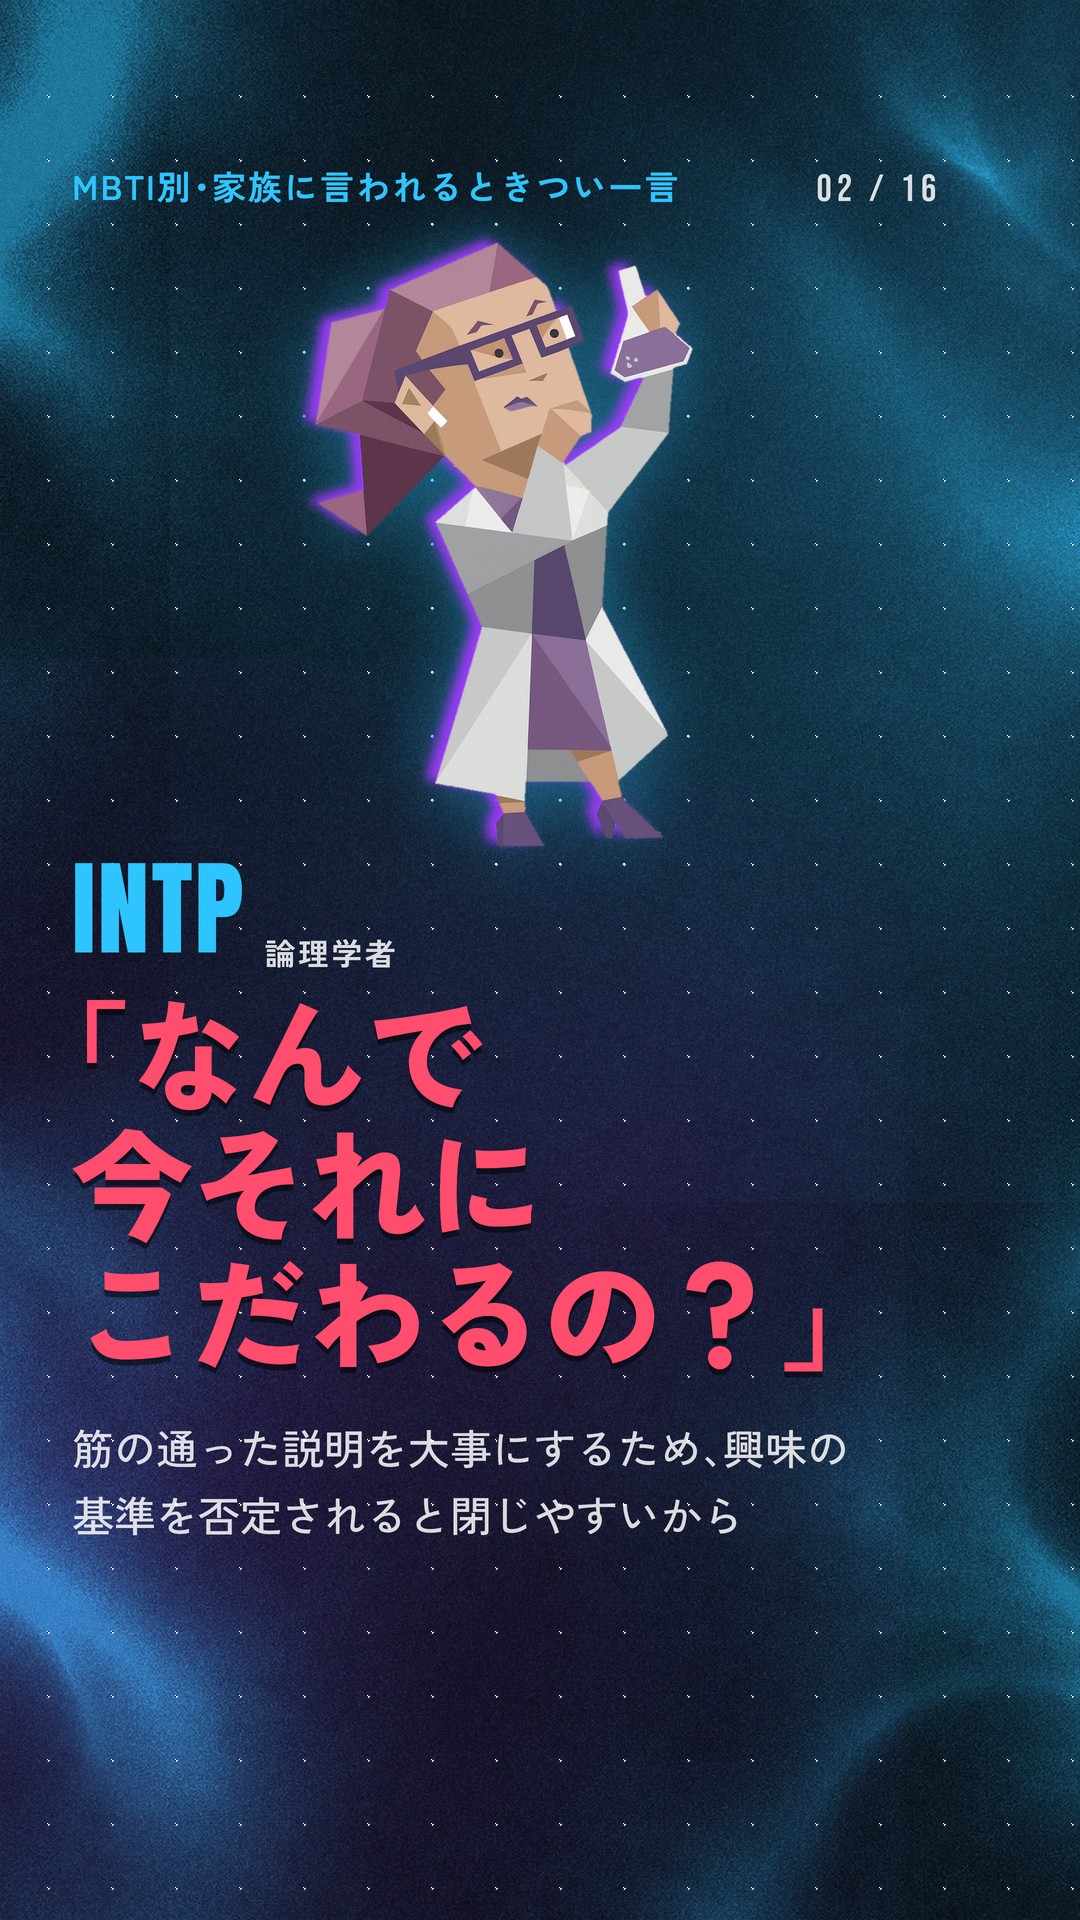 MBTI別・家族に言われるときつい一言
02 / 16
INTP
論理学者
「なんで
今それに
こだわるの？」
筋の通った説明を大事にするため、興味の
基準を否定されると閉じやすいから